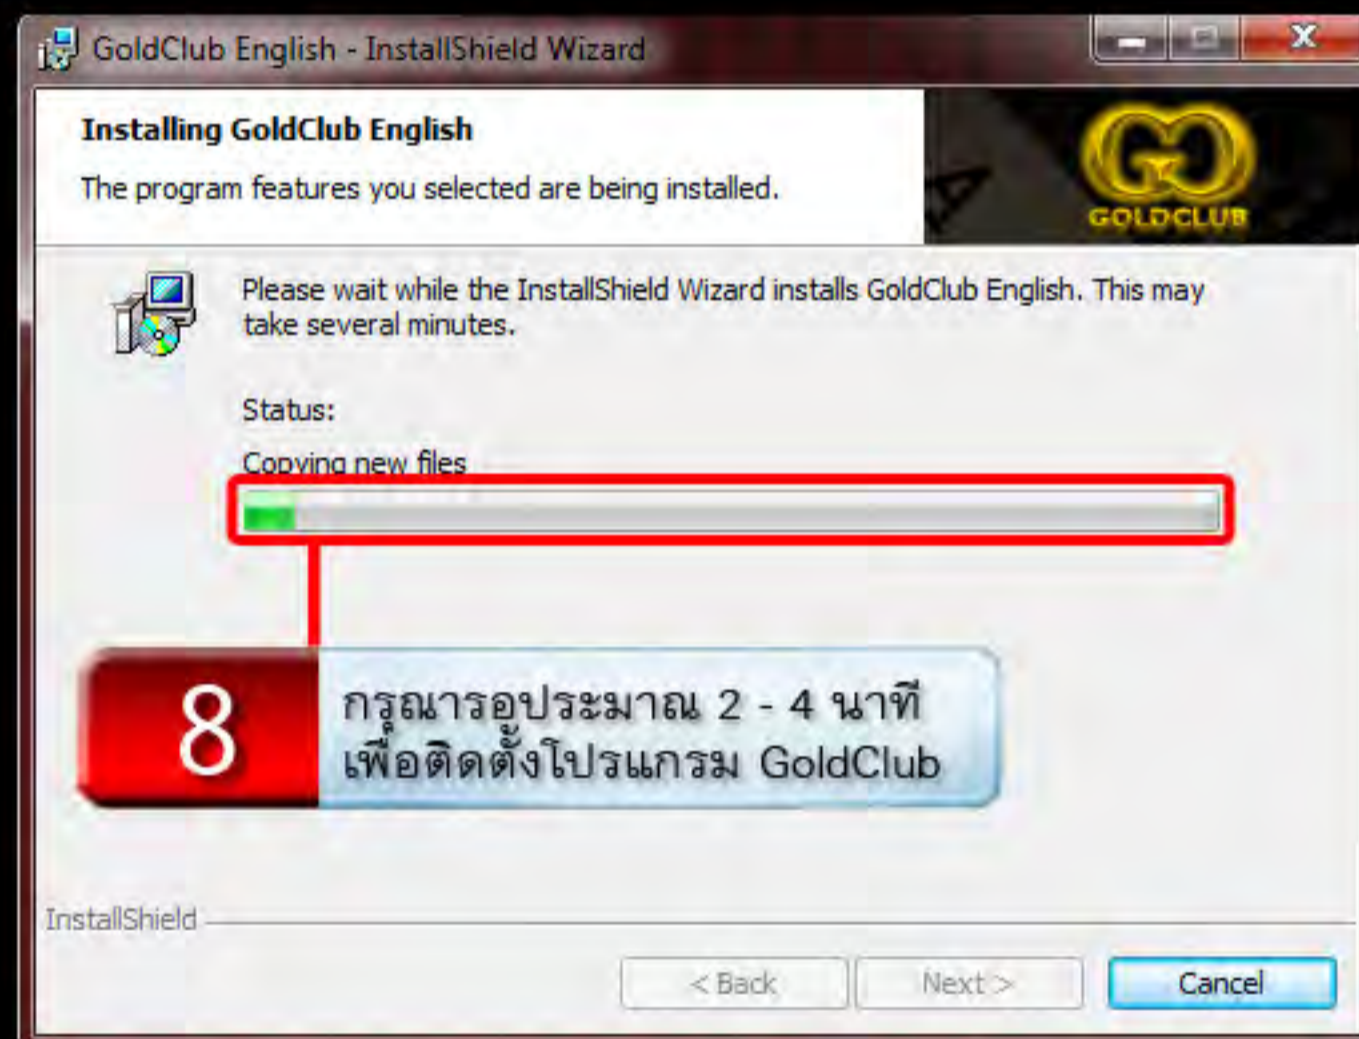 GoldClub English - InstallShield Wizard
Installing GoldClub English
The program features you selected are being installed.
GOLDCLUB
Please wait while the InstallShield Wizard installs GoldClub English. This may
take several minutes.
Status:
Copying new files
8
กรุณารอประมาณ 2 - 4 นาที
เพื่อติดตั้งโปรแกรม GoldClub
InstallShield
< Back
Next >
Cancel